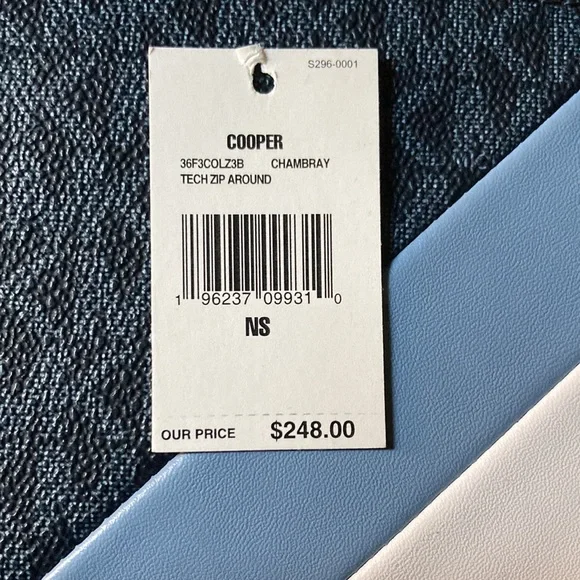 S296-0001
COOPER
36F3COLZ3B CHAMBRAY
TECH ZIP AROUND
1 96237 09931 0
NS
OUR PRICE $248.00